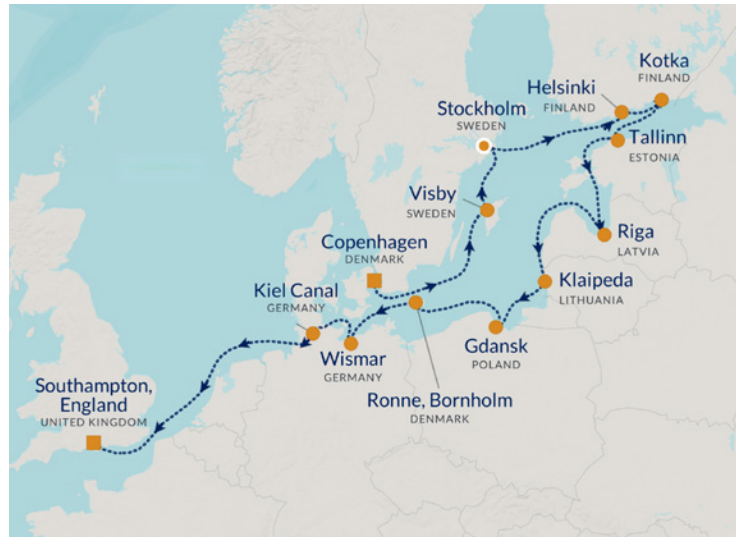 Kotka
FINLAND
Helsinki
FINLAND
Stockholm
SWEDEN
Tallinn
ESTONIA
Visby
SWEDEN
Riga
LATVIA
Copenhagen
DENMARK
Klaipeda
LITHUANIA
Kiel Canal
GERMANY
Wismar
GERMANY
Gdansk
POLAND
Southampton,
England
UNITED KINGDOM
Ronne, Bornholm
DENMARK